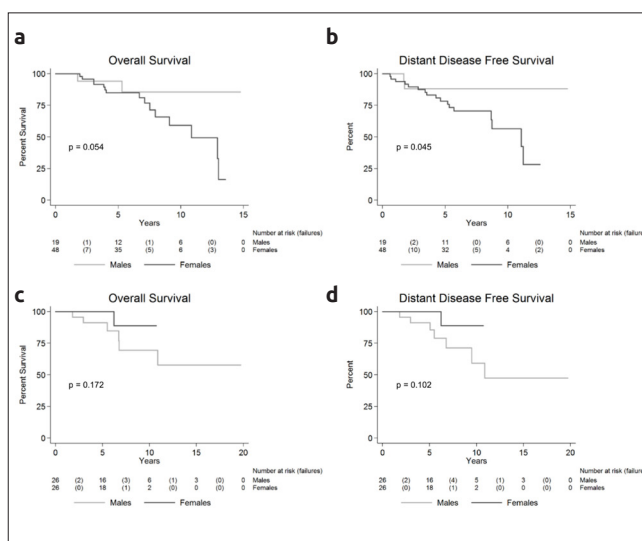 a
Overall Survival
Percent Survival
100
75
50
25
0
p = 0.054
0 5 10 15
Years
Number at risk (failures)
19 (1) 12 (1) 6 (0) 0 Males
48 (7) 35 (5) 6 (3) 0 Females
Males Females
b
Distant Disease Free Survival
Percent
100
75
50
25
0
p = 0.045
0 5 10 15
Years
Number at risk (failures)
19 (2) 11 (0) 6 (0) 0 Males
48 (10) 32 (5) 4 (2) 0 Females
Males Females
c
Overall Survival
Percent Survival
100
75
50
25
0
p = 0.172
0 5 10 15 20
Years
Number at risk (failures)
26 (2) 16 (3) 6 (1) 3 (0) 0 Males
26 (0) 18 (1) 2 (0) 0 (0) 0 Females
Males Females
d
Distant Disease Free Survival
Percent
100
75
50
25
0
p = 0.102
0 5 10 15 20
Years
Number at risk (failures)
26 (2) 16 (4) 5 (1) 3 (0) 0 Males
26 (0) 18 (1) 2 (0) 0 (0) 0 Females
Males Females